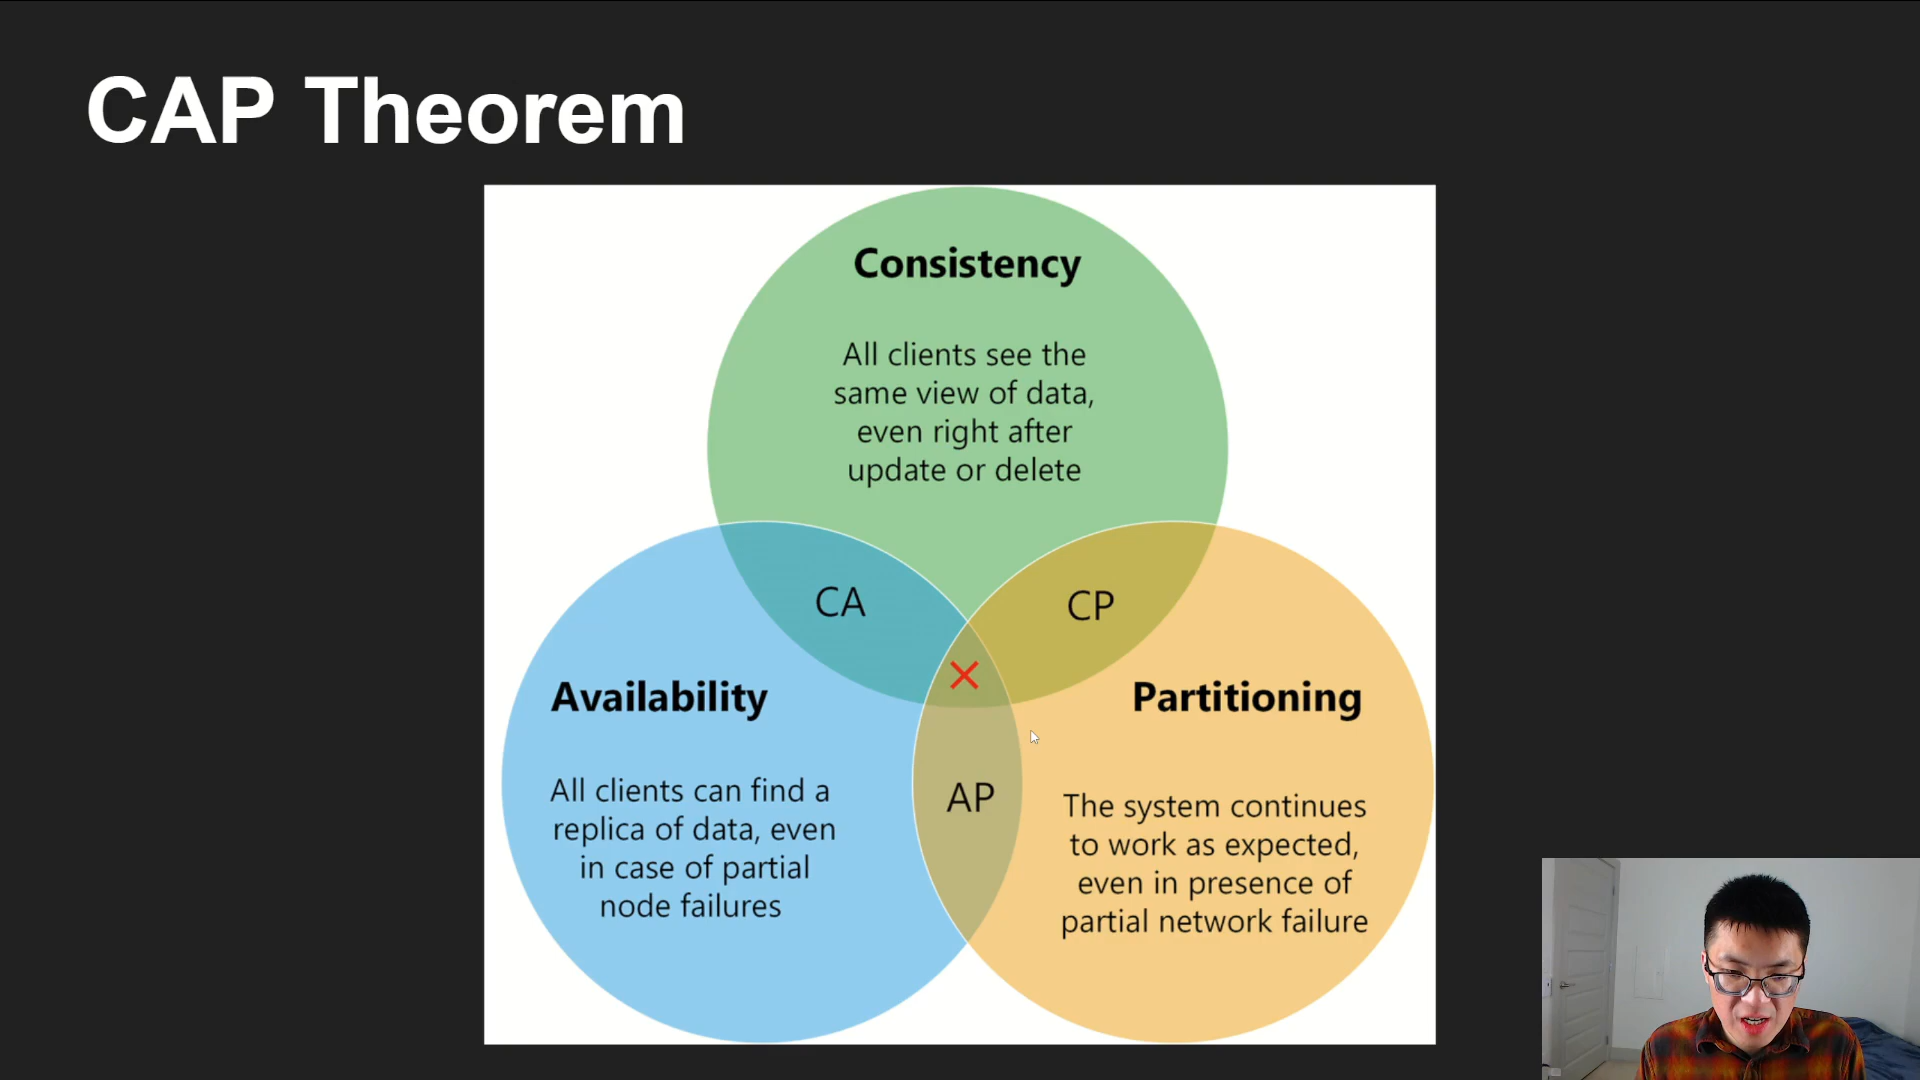 CAP Theorem
Consistency
All clients see the
same view of data,
even right after
update or delete
CA
CP
Availability
All clients can find a
replica of data, even
in case of partial
node failures
AP
Partitioning
The system continues
to work as expected,
even in presence of
partial network failure